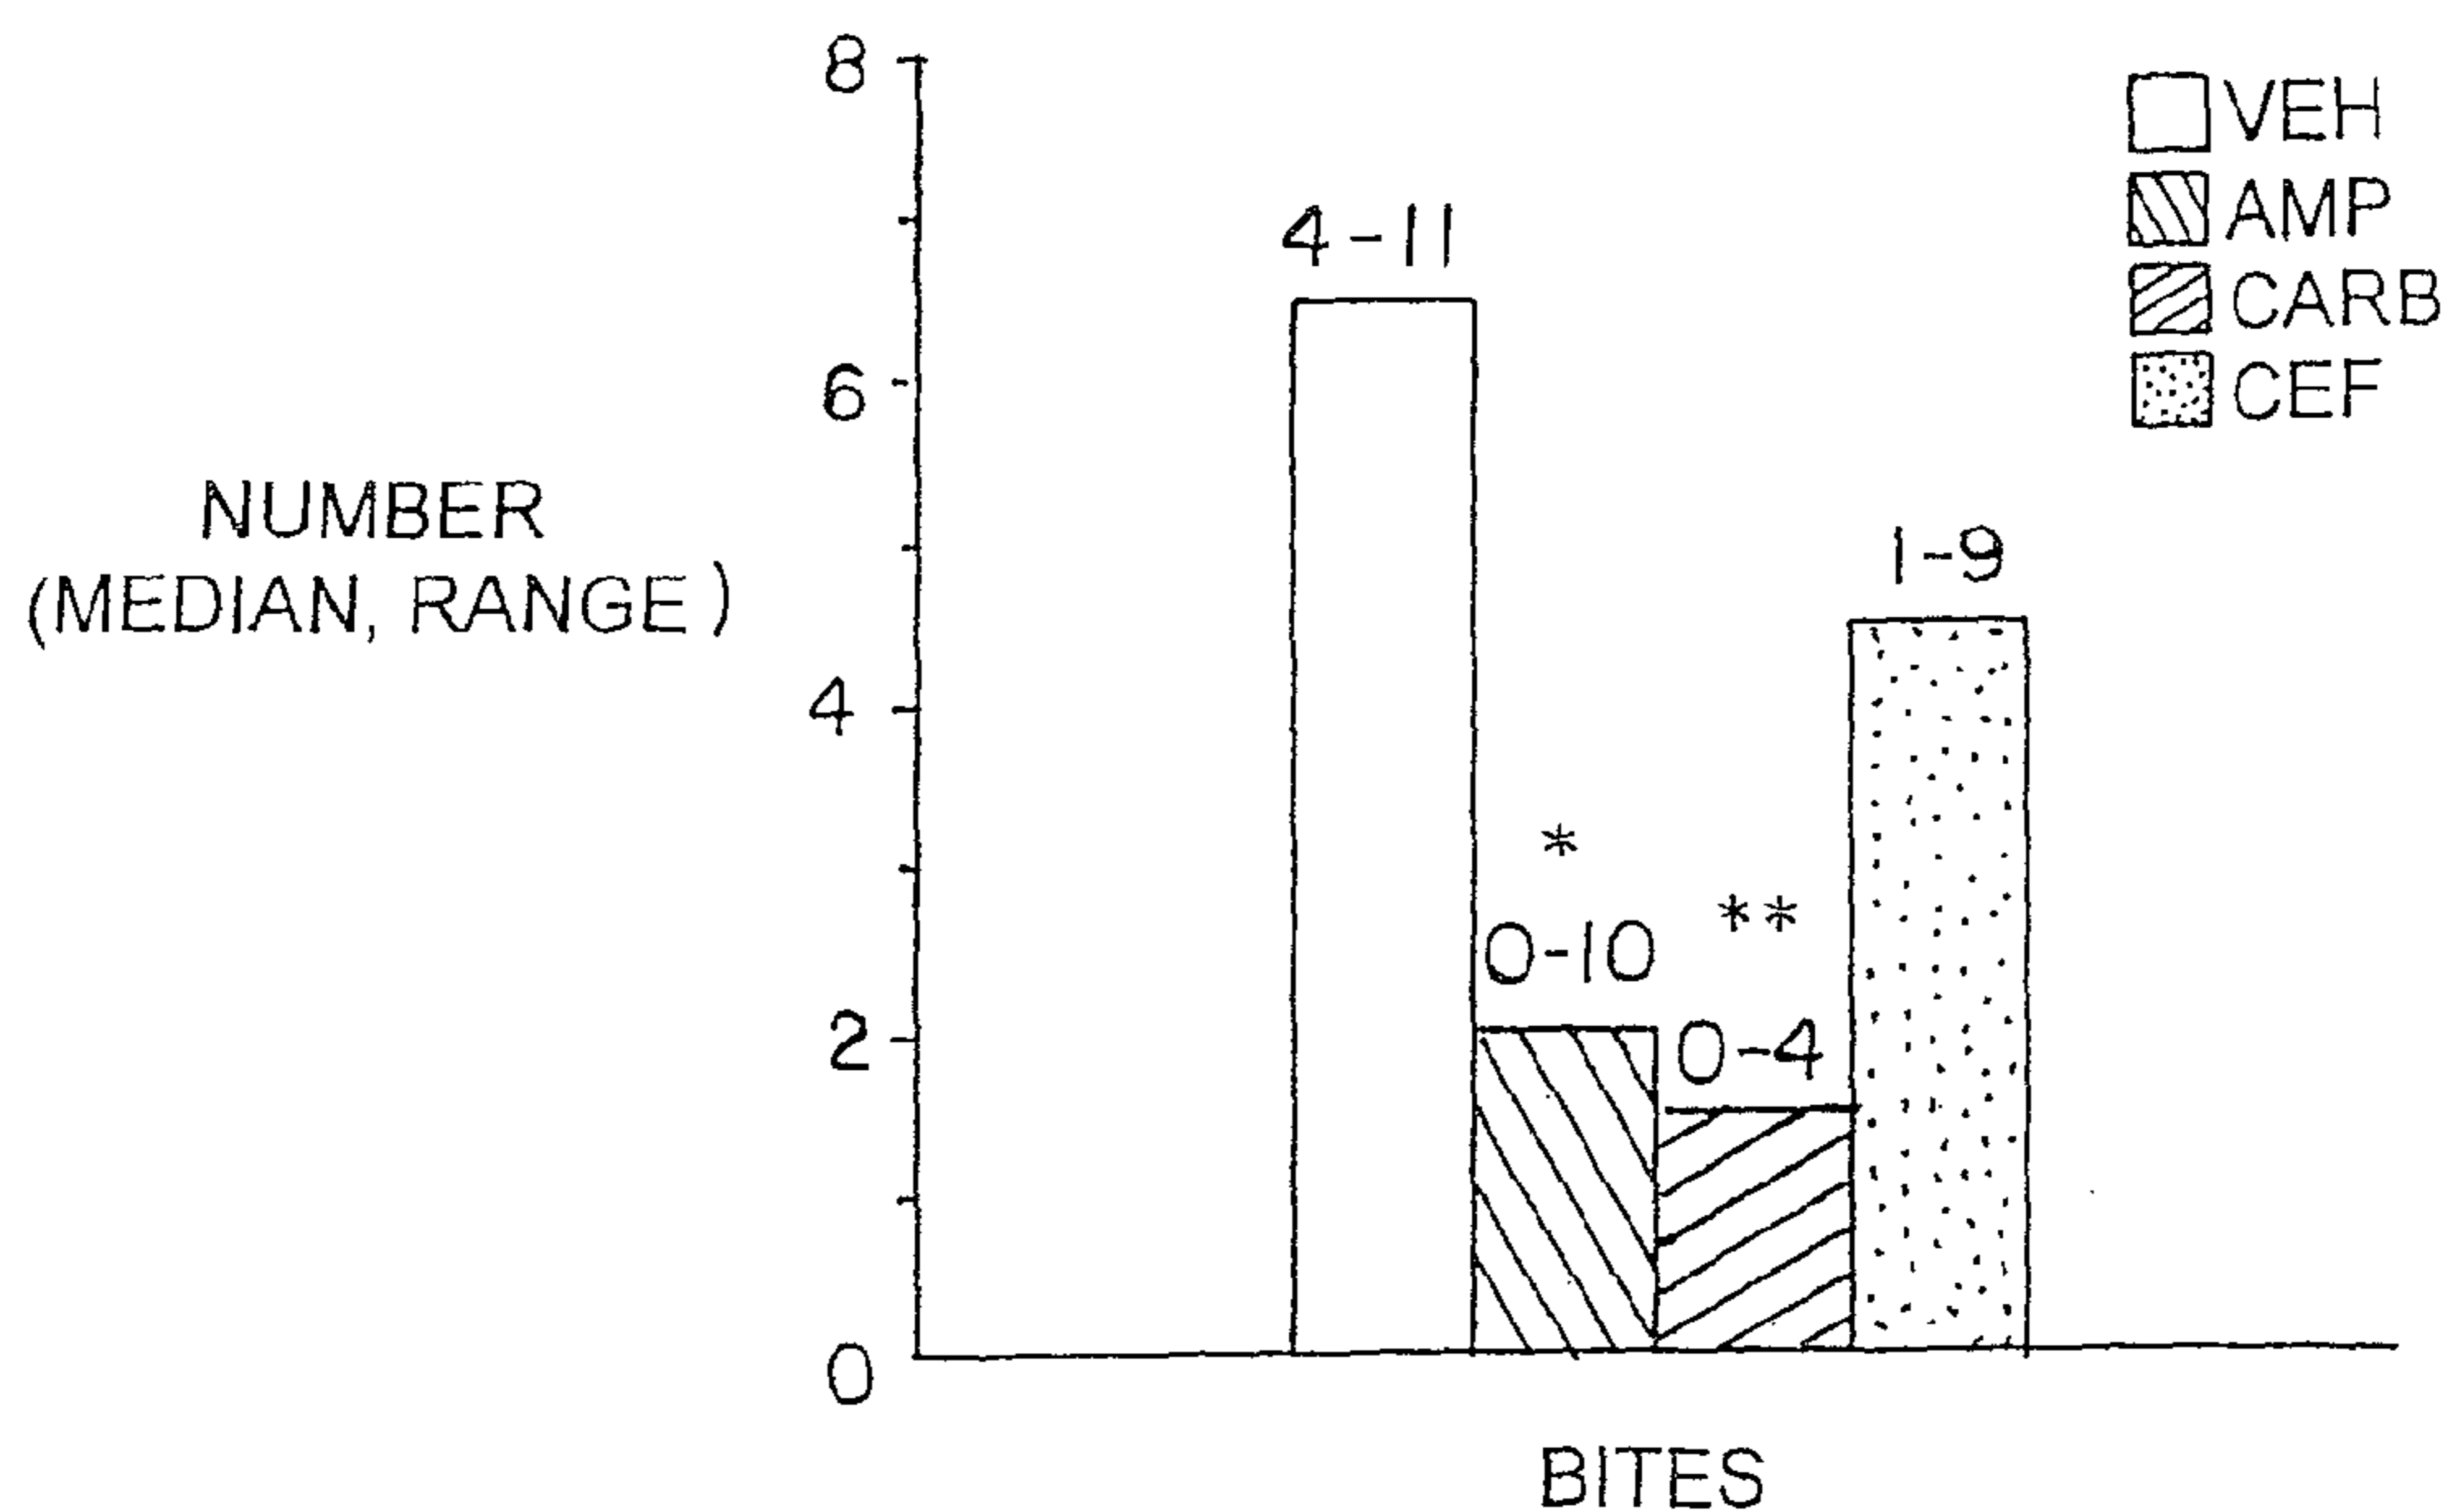 8
6
4
2
0
NUMBER
(MEDIAN, RANGE)
4-11
*
0-10
**
0-4
1-9
BITES
VEH
AMP
CARB
CEF